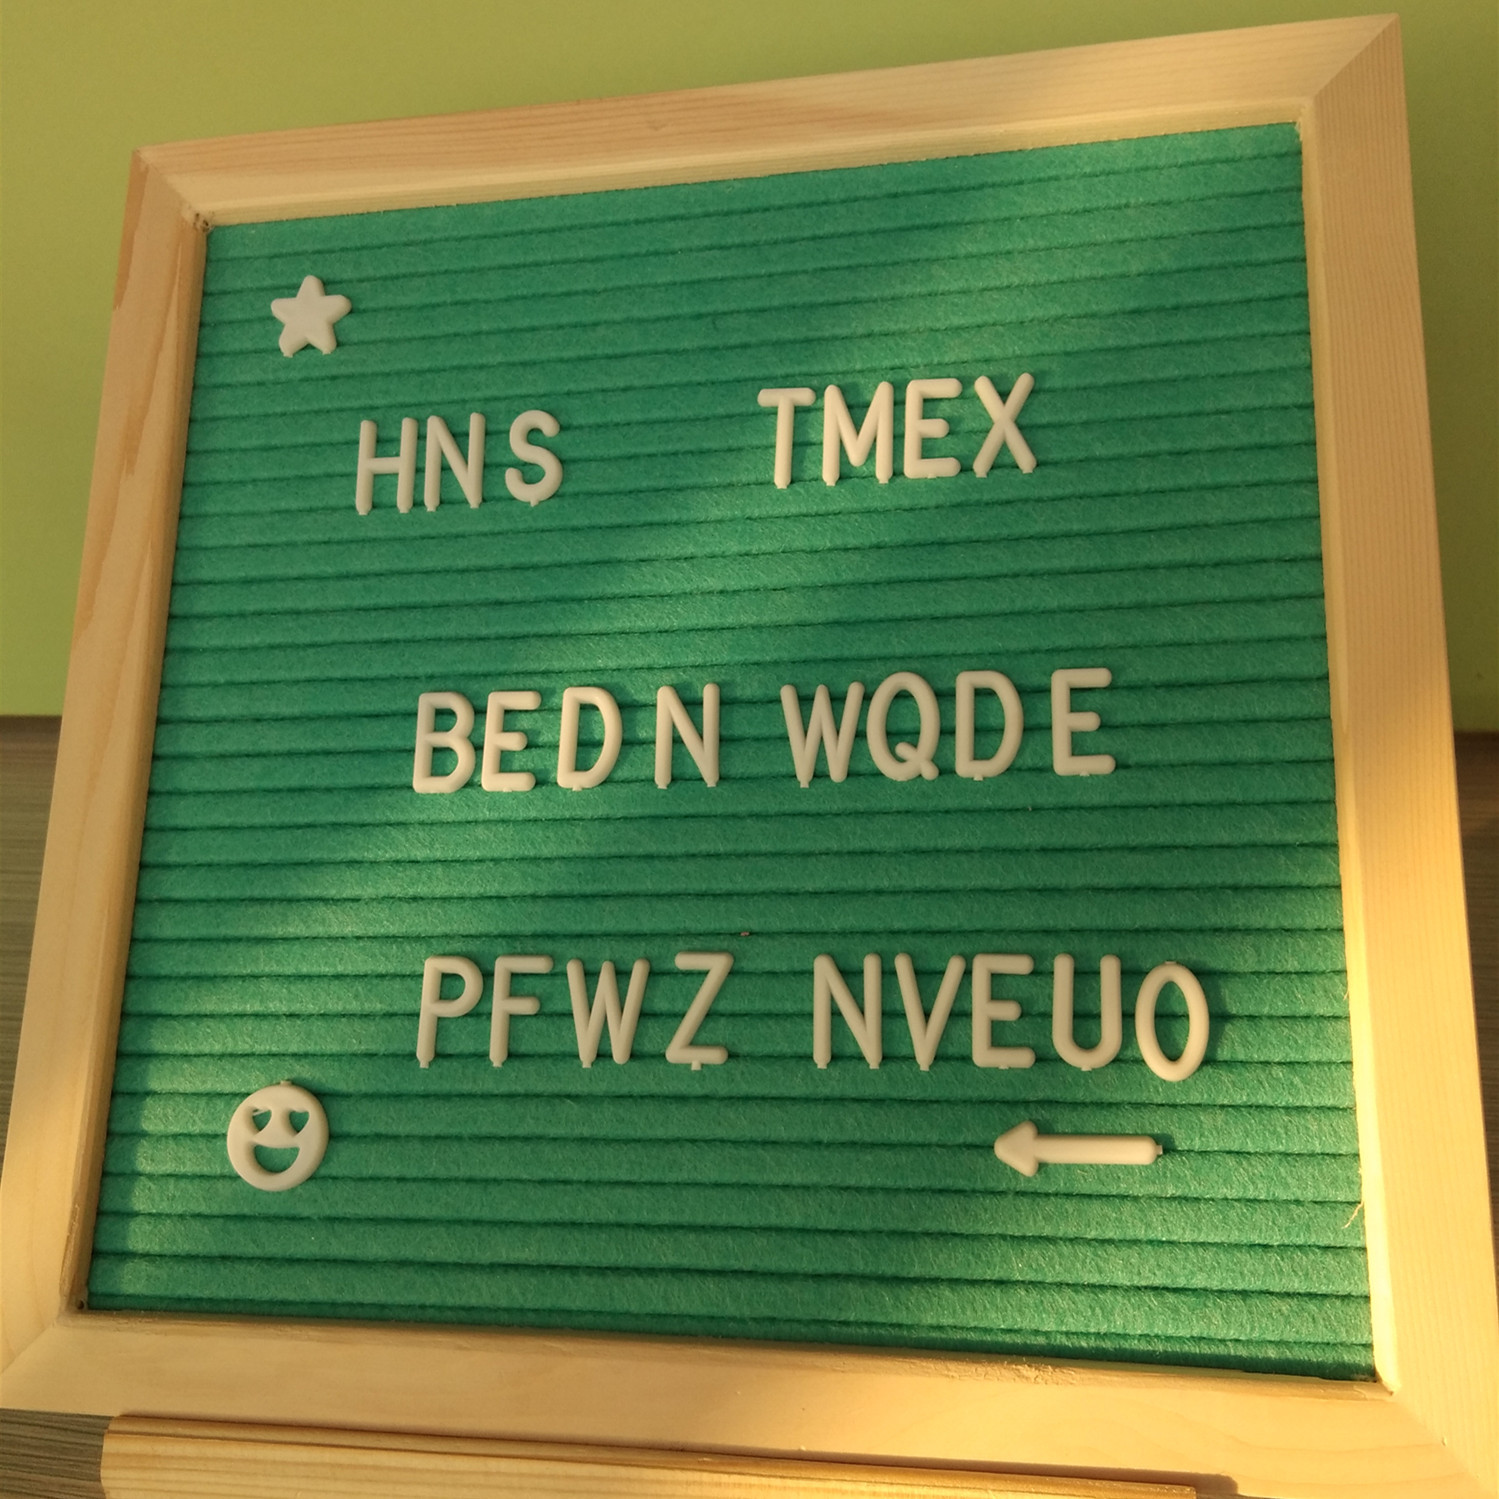 HNS TMEX
BEDN WQDE
PFWZ NVEUO